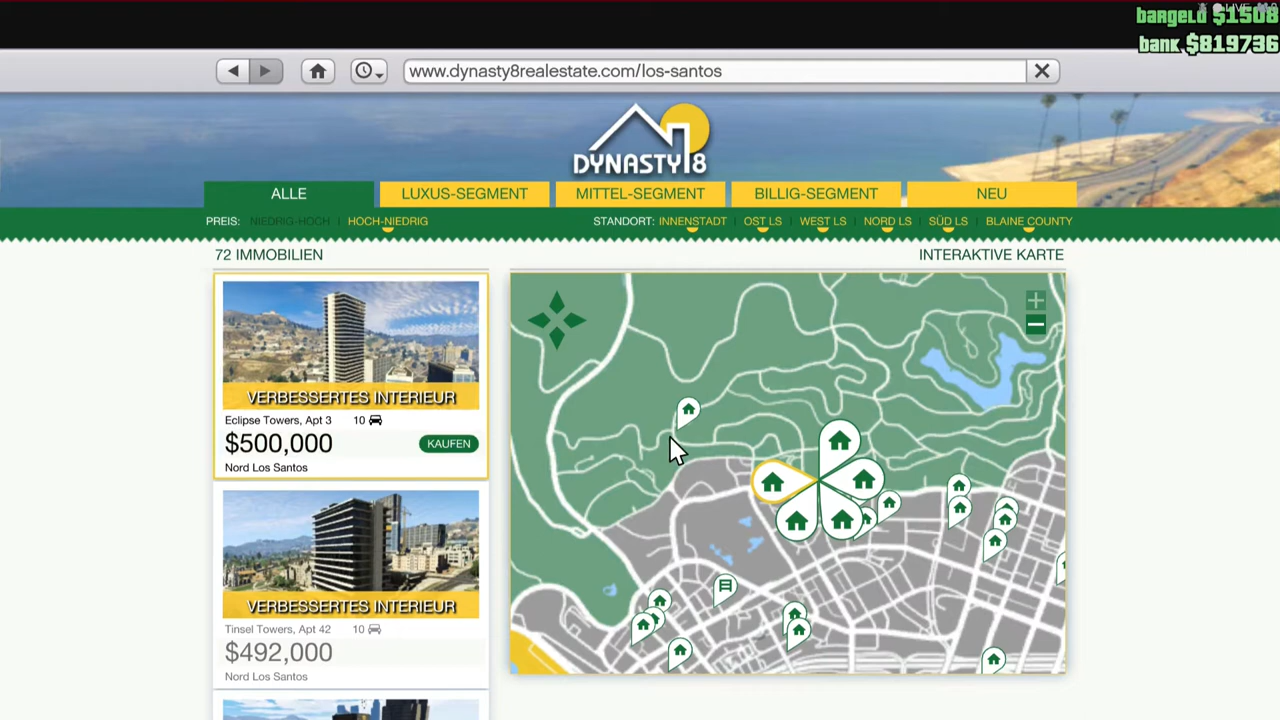 bargeld $1508
bank $819736
www.dynasty8realestate.com/los-santos
DYNASTY 8
ALLE
LUXUS-SEGMENT
MITTEL-SEGMENT
BILLIG-SEGMENT
NEU
PREIS: NIEDRIG-HOCH | HOCH-NIEDRIG
STANDORT: INNENSTADT | OST LS | WEST LS | NORD LS | SÜD LS | BLAINE COUNTY
72 IMMOBILIEN
INTERAKTIVE KARTE
VERBESSERTES INTERIEUR
Eclipse Towers, Apt 3 10
$500,000
KAUFEN
Nord Los Santos
VERBESSERTES INTERIEUR
Tinsel Towers, Apt 42 10
$492,000
Nord Los Santos